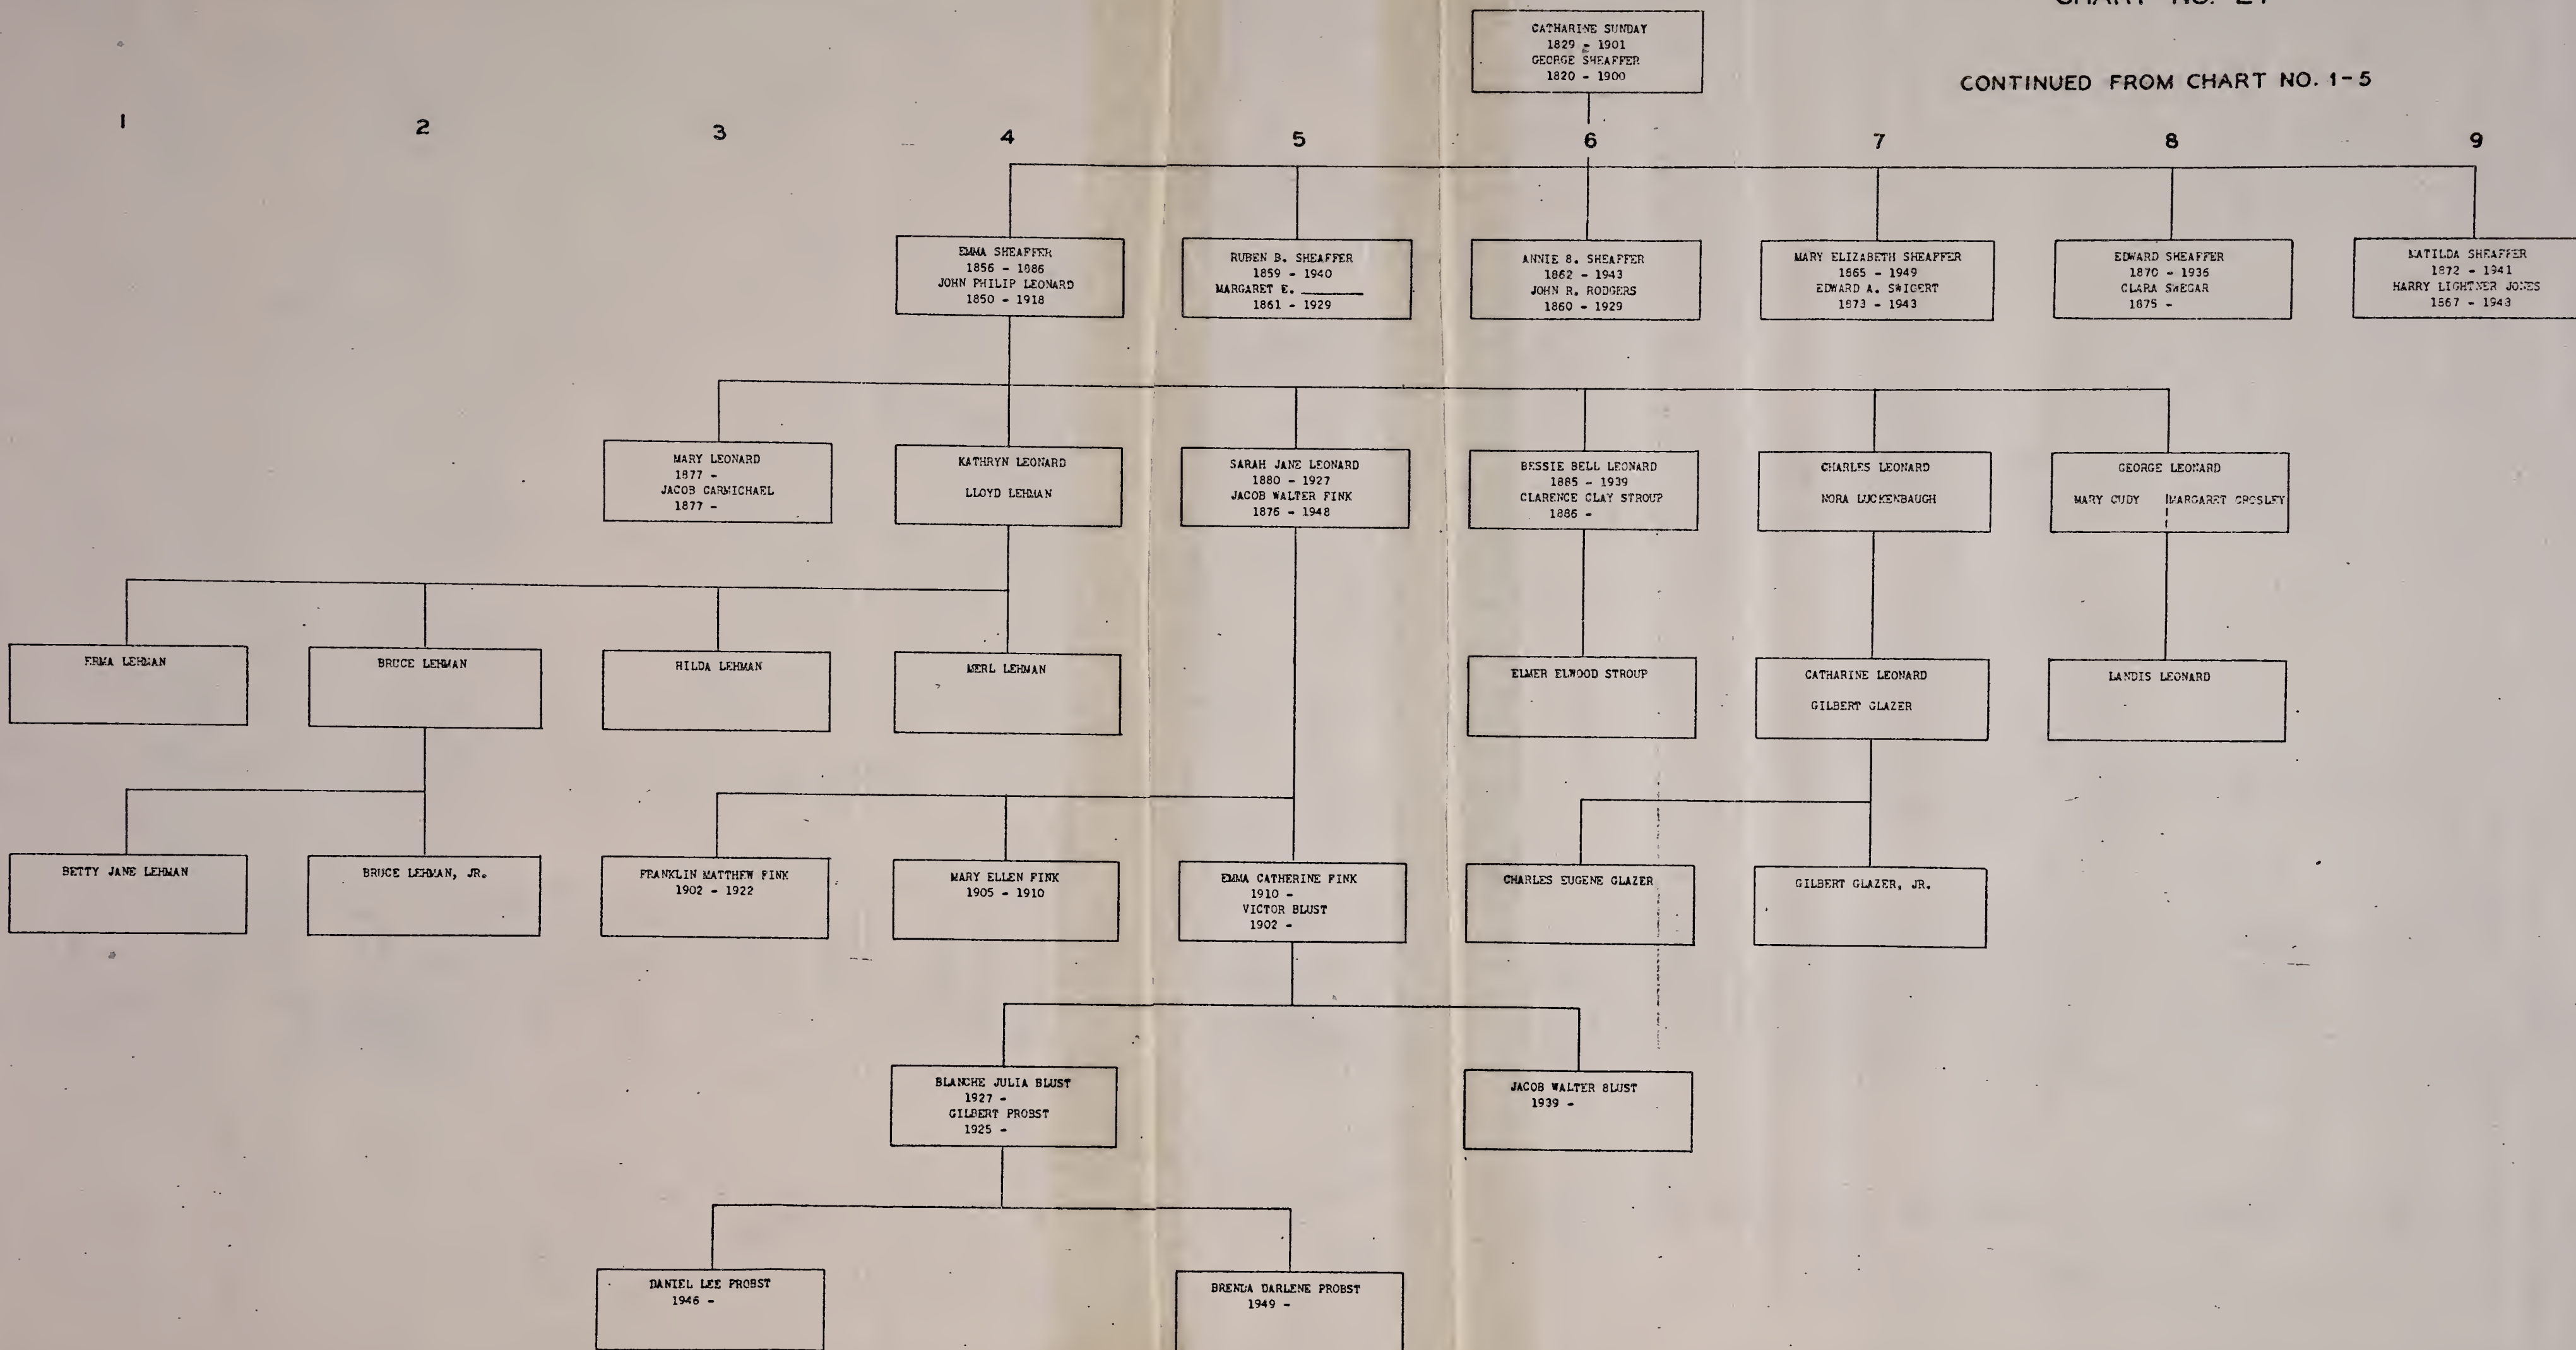 CHART NO. 21
CATHARINE SUNDAY
1829 - 1901
GEORGE SHEAFFER
1820 - 1900
CONTINUED FROM CHART NO. 1-5
1 2 3 4 5 6 7 8 9
EMMA SHEAFFER
1856 - 1886
JOHN PHILIP LEONARD
1850 - 1918
RUBEN B. SHEAFFER
1859 - 1940
MARGARET E. ________
1861 - 1929
ANNIE B. SHEAFFER
1862 - 1943
JOHN R. RODGERS
1860 - 1929
MARY ELIZABETH SHEAFFER
1865 - 1949
EDWARD A. SWIGERT
1873 - 1943
EDWARD SHEAFFER
1870 - 1936
CLARA SWEGAR
1875 -
MATILDA SHEAFFER
1872 - 1941
HARRY LIGHTNER JONES
1867 - 1943
MARY LEONARD
1877 -
JACOB CARMICHAEL
1877 -
KATHRYN LEONARD
LLOYD LEHMAN
SARAH JANE LEONARD
1880 - 1927
JACOB WALTER FINK
1876 - 1948
BESSIE BELL LEONARD
1885 - 1939
CLARENCE CLAY STROUP
1886 -
CHARLES LEONARD
NORA LUCKENBAUGH
GEORGE LEONARD
MARY CUDY MARGARET CROSLEY
ERMA LEHMAN
BRUCE LEHMAN
HILDA LEHMAN
MERL LEHMAN
ELMER ELWOOD STROUP
CATHARINE LEONARD
GILBERT GLAZER
LANDIS LEONARD
BETTY JANE LEHMAN
BRUCE LEHMAN, JR.
FRANKLIN MATTHEW FINK
1902 - 1922
MARY ELLEN FINK
1905 - 1910
EMMA CATHERINE FINK
1910 -
VICTOR BLUST
1902 -
CHARLES EUGENE GLAZER
GILBERT GLAZER, JR.
BLANCHE JULIA BLUST
1927 -
GILBERT PROBST
1925 -
JACOB WALTER BLUST
1939 -
DANIEL LEE PROBST
1946 -
BRENDA DARLENE PROBST
1949 -